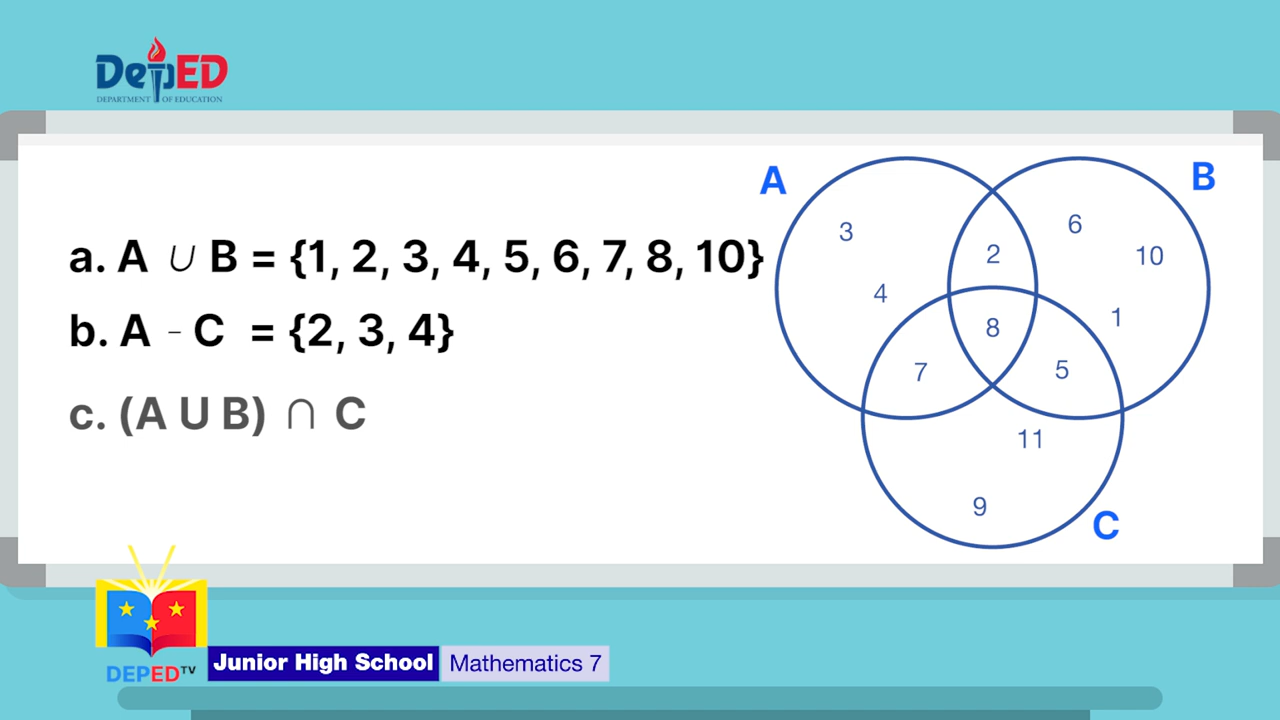 DepED
DEPARTMENT OF EDUCATION
a. A ∪ B = {1, 2, 3, 4, 5, 6, 7, 8, 10}
b. A - C = {2, 3, 4}
c. (A U B) ∩ C
A
B
3
6
2
10
4
1
8
7
5
11
9
C
DEPED TV
Junior High School
Mathematics 7